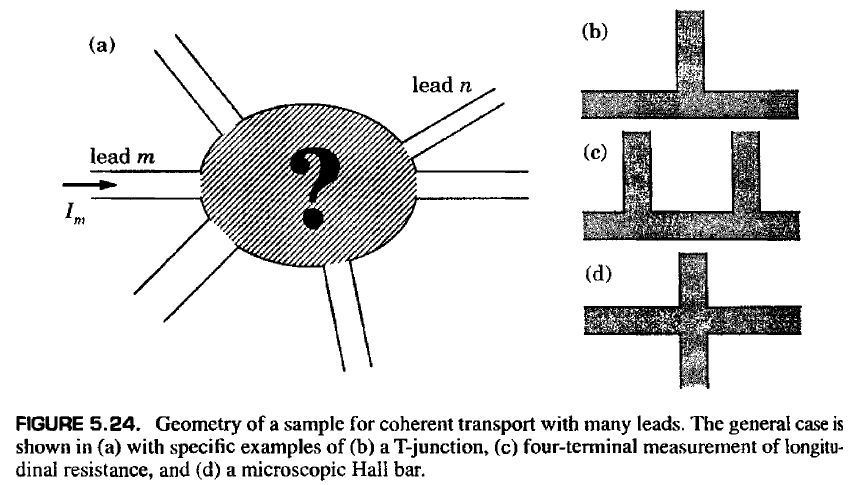 (a)
lead n
lead m
I_m
?
(b)
(c)
(d)
FIGURE 5.24. Geometry of a sample for coherent transport with many leads. The general case is
shown in (a) with specific examples of (b) a T-junction, (c) four-terminal measurement of longitu-
dinal resistance, and (d) a microscopic Hall bar.